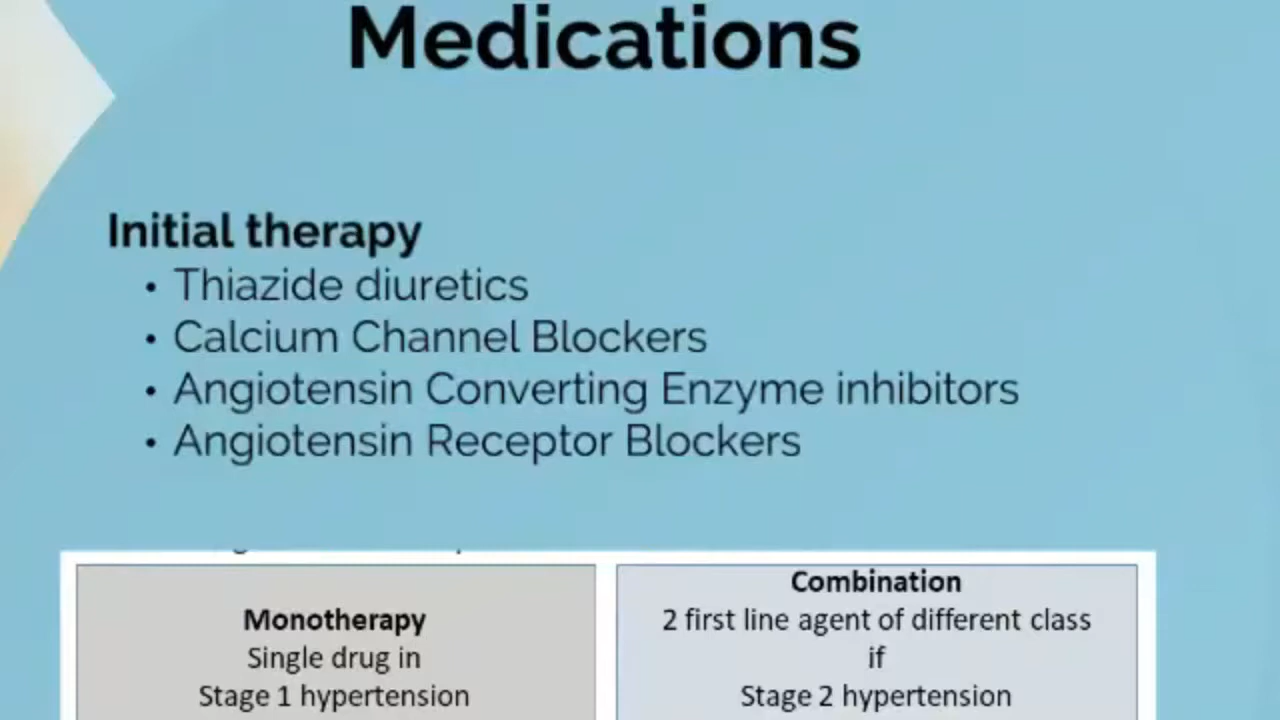 Medications
Initial therapy
• Thiazide diuretics
• Calcium Channel Blockers
• Angiotensin Converting Enzyme inhibitors
• Angiotensin Receptor Blockers
Monotherapy
Single drug in
Stage 1 hypertension
Combination
2 first line agent of different class
if
Stage 2 hypertension